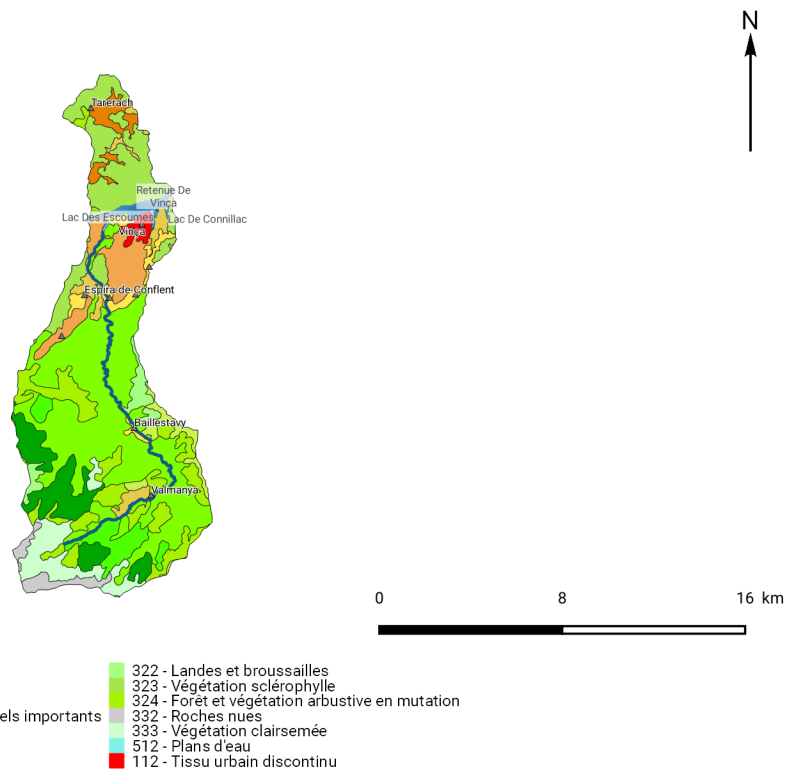 N
Tarerach
Retenue De
Vinça
Lac Des Escoumes
Lac De Connillac
Vinça
Espira-de-Conflent
Baillestavy
Valmanya
0 8 16 km
322 - Landes et broussailles
323 - Végétation sclérophylle
324 - Forêt et végétation arbustive en mutation
els importants 332 - Roches nues
333 - Végétation clairsemée
512 - Plans d'eau
112 - Tissu urbain discontinu